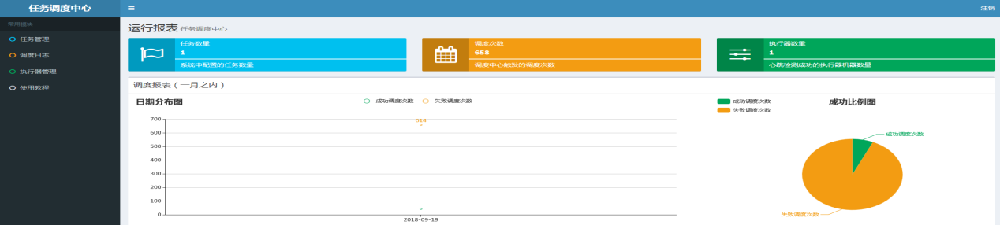 任务调度中心
注销
常用模块
任务管理
调度日志
执行器管理
使用教程
运行报表 任务调度中心
任务数量
1
系统中配置的任务数量
调度次数
658
调度中心触发的调度次数
执行器数量
1
心跳检测成功的执行器机器数量
调度报表（一月之内）
日期分布图
成功调度次数 失败调度次数
700
600
500
400
300
200
100
0
614
2018-09-19
成功调度次数
失败调度次数
成功比例图
成功调度次数
失败调度次数